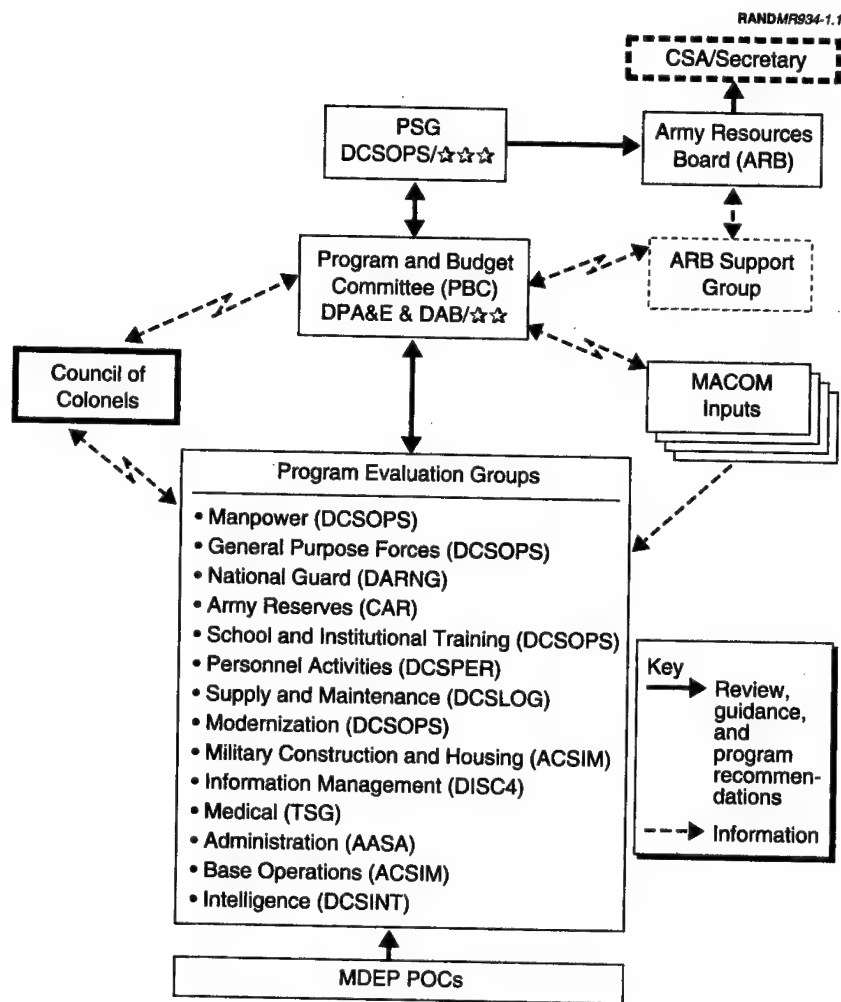 RANDMR934-1.1
CSA/Secretary
PSG
DCSOPS/☆☆☆
Army Resources
Board (ARB)
Program and Budget
Committee (PBC)
DPA&E & DAB/☆☆
ARB Support
Group
Council of
Colonels
MACOM
Inputs
Program Evaluation Groups
• Manpower (DCSOPS)
• General Purpose Forces (DCSOPS)
• National Guard (DARNG)
• Army Reserves (CAR)
• School and Institutional Training (DCSOPS)
• Personnel Activities (DCSPER)
• Supply and Maintenance (DCSLOG)
• Modernization (DCSOPS)
• Military Construction and Housing (ACSIM)
• Information Management (DISC4)
• Medical (TSG)
• Administration (AASA)
• Base Operations (ACSIM)
• Intelligence (DCSINT)
Key
Review,
guidance,
and
program
recommen-
dations
Information
MDEP POCs